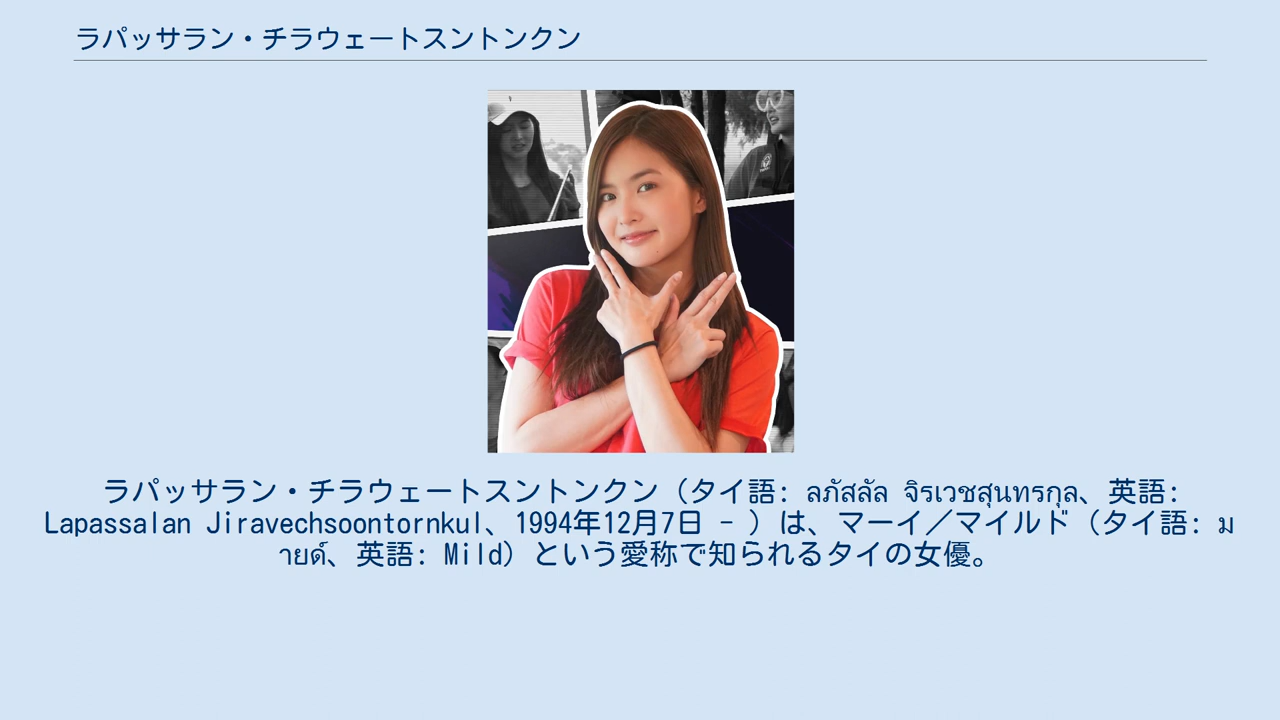 ラパッサラン・チラウェートスントンクン
ラパッサラン・チラウェートスントンクン（タイ語: ลภัสลัล จิรเวชสุนทรกุล、英語:
Lapassalan Jiravechsoontornkul、1994年12月7日 - ）は、マーイ／マイルド（タイ語: ม
ายด์、英語: Mild）という愛称で知られるタイの女優。